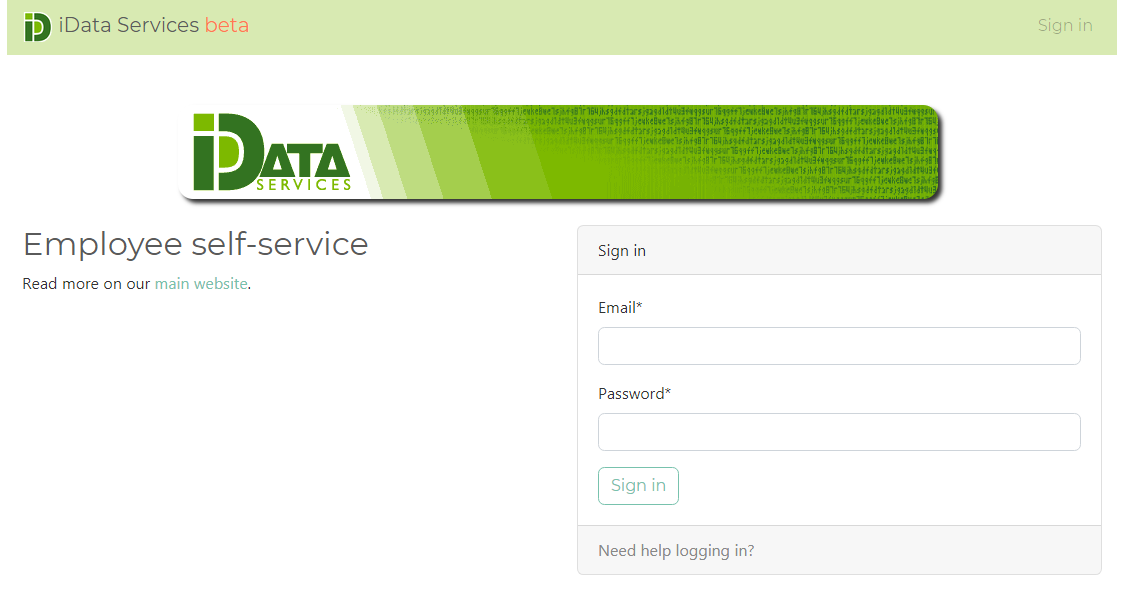 iData Services beta
Sign in
iDATA
SERVICES
Employee self-service
Read more on our main website.
Sign in
Email*
Password*
Sign in
Need help logging in?